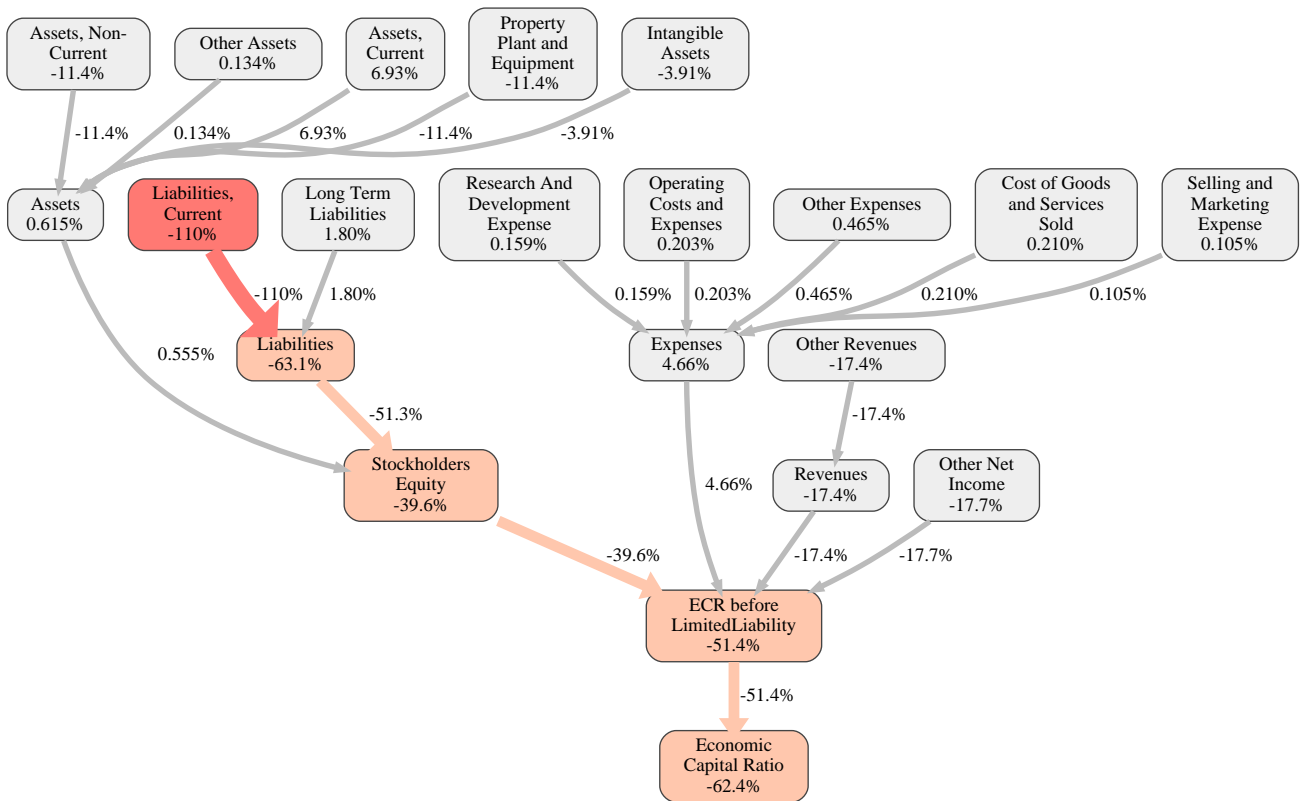 Assets, Non-
Current
-11.4%
Other Assets
0.134%
Assets,
Current
6.93%
Property
Plant and
Equipment
-11.4%
Intangible
Assets
-3.91%
-11.4%
0.134%
6.93%
-11.4%
-3.91%
Assets
0.615%
Liabilities,
Current
-110%
Long Term
Liabilities
1.80%
Research And
Development
Expense
0.159%
Operating
Costs and
Expenses
0.203%
Other Expenses
0.465%
Cost of Goods
and Services
Sold
0.210%
Selling and
Marketing
Expense
0.105%
-110%
1.80%
0.159%
0.203%
0.465%
0.210%
0.105%
0.555%
Liabilities
-63.1%
Expenses
4.66%
Other Revenues
-17.4%
-51.3%
-17.4%
Stockholders
Equity
-39.6%
4.66%
Revenues
-17.4%
Other Net
Income
-17.7%
-39.6%
-17.4%
-17.7%
ECR before
LimitedLiability
-51.4%
-51.4%
Economic
Capital Ratio
-62.4%